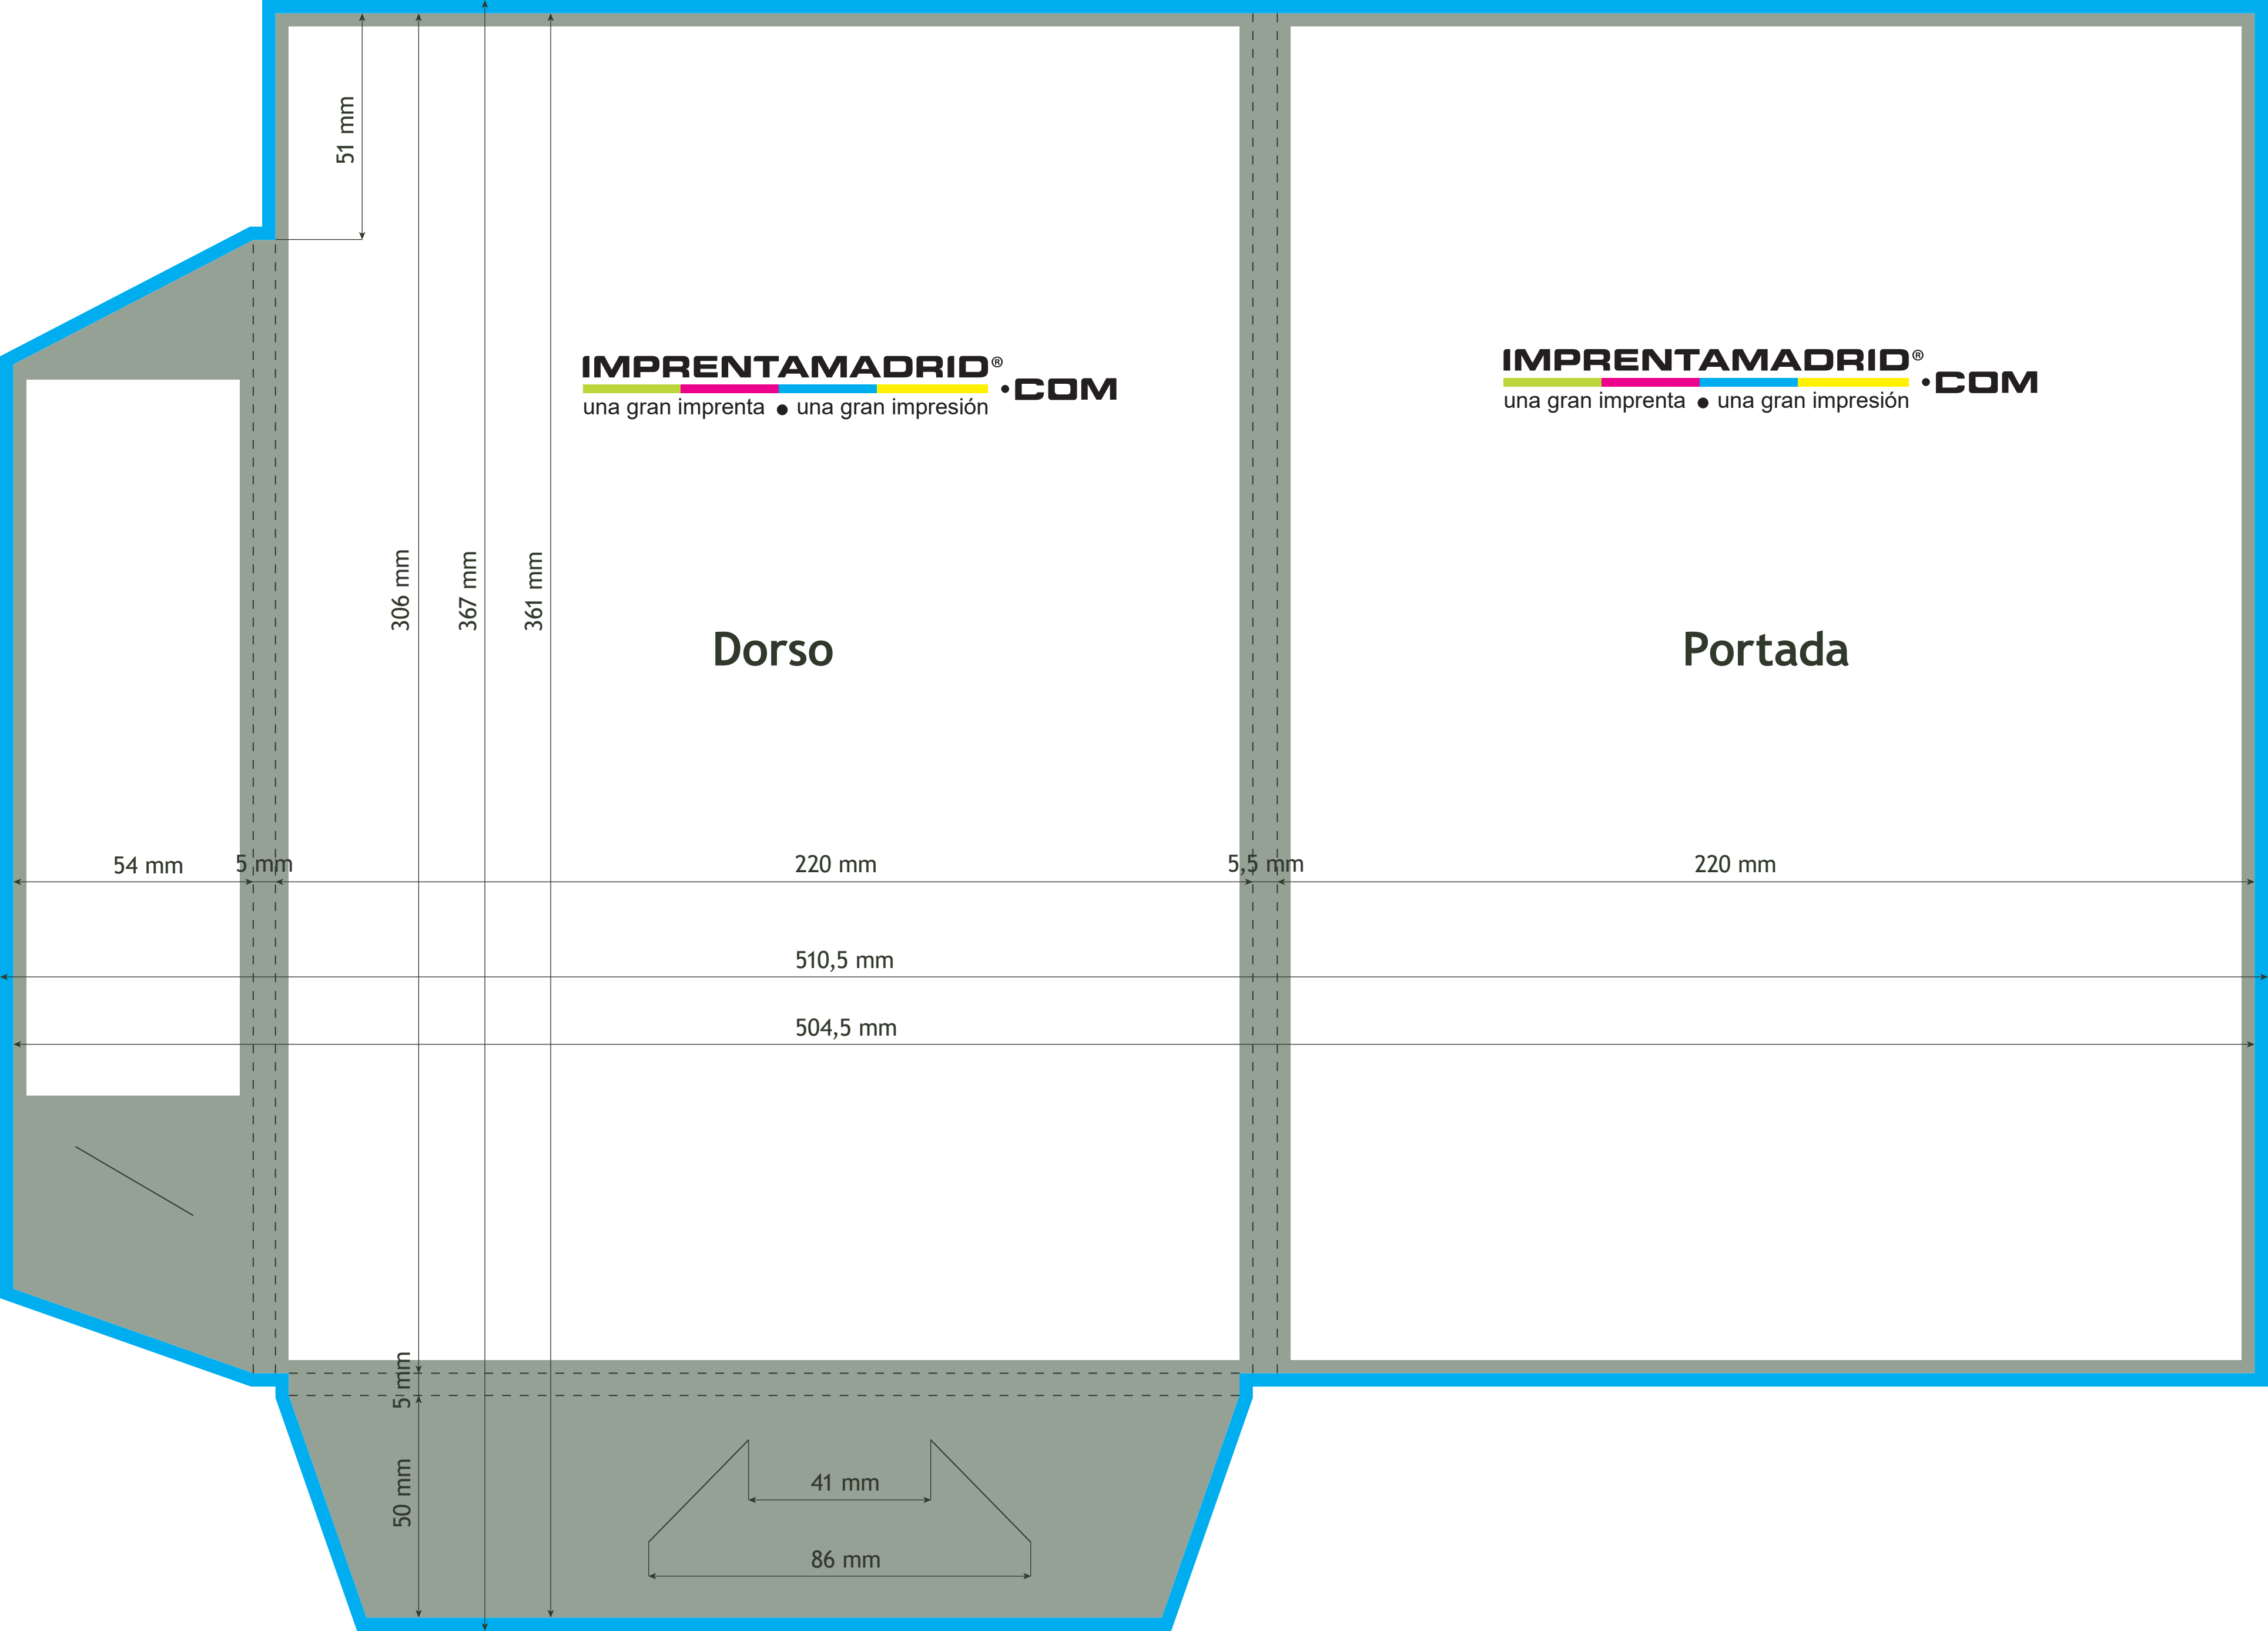 51 mm
IMPRENTAMADRID®
.COM
una gran imprenta • una gran impresión
IMPRENTAMADRID®
.COM
una gran imprenta • una gran impresión
306 mm
367 mm
361 mm
Dorso
Portada
54 mm
5 mm
220 mm
5,5 mm
220 mm
510,5 mm
504,5 mm
5 mm
50 mm
41 mm
86 mm